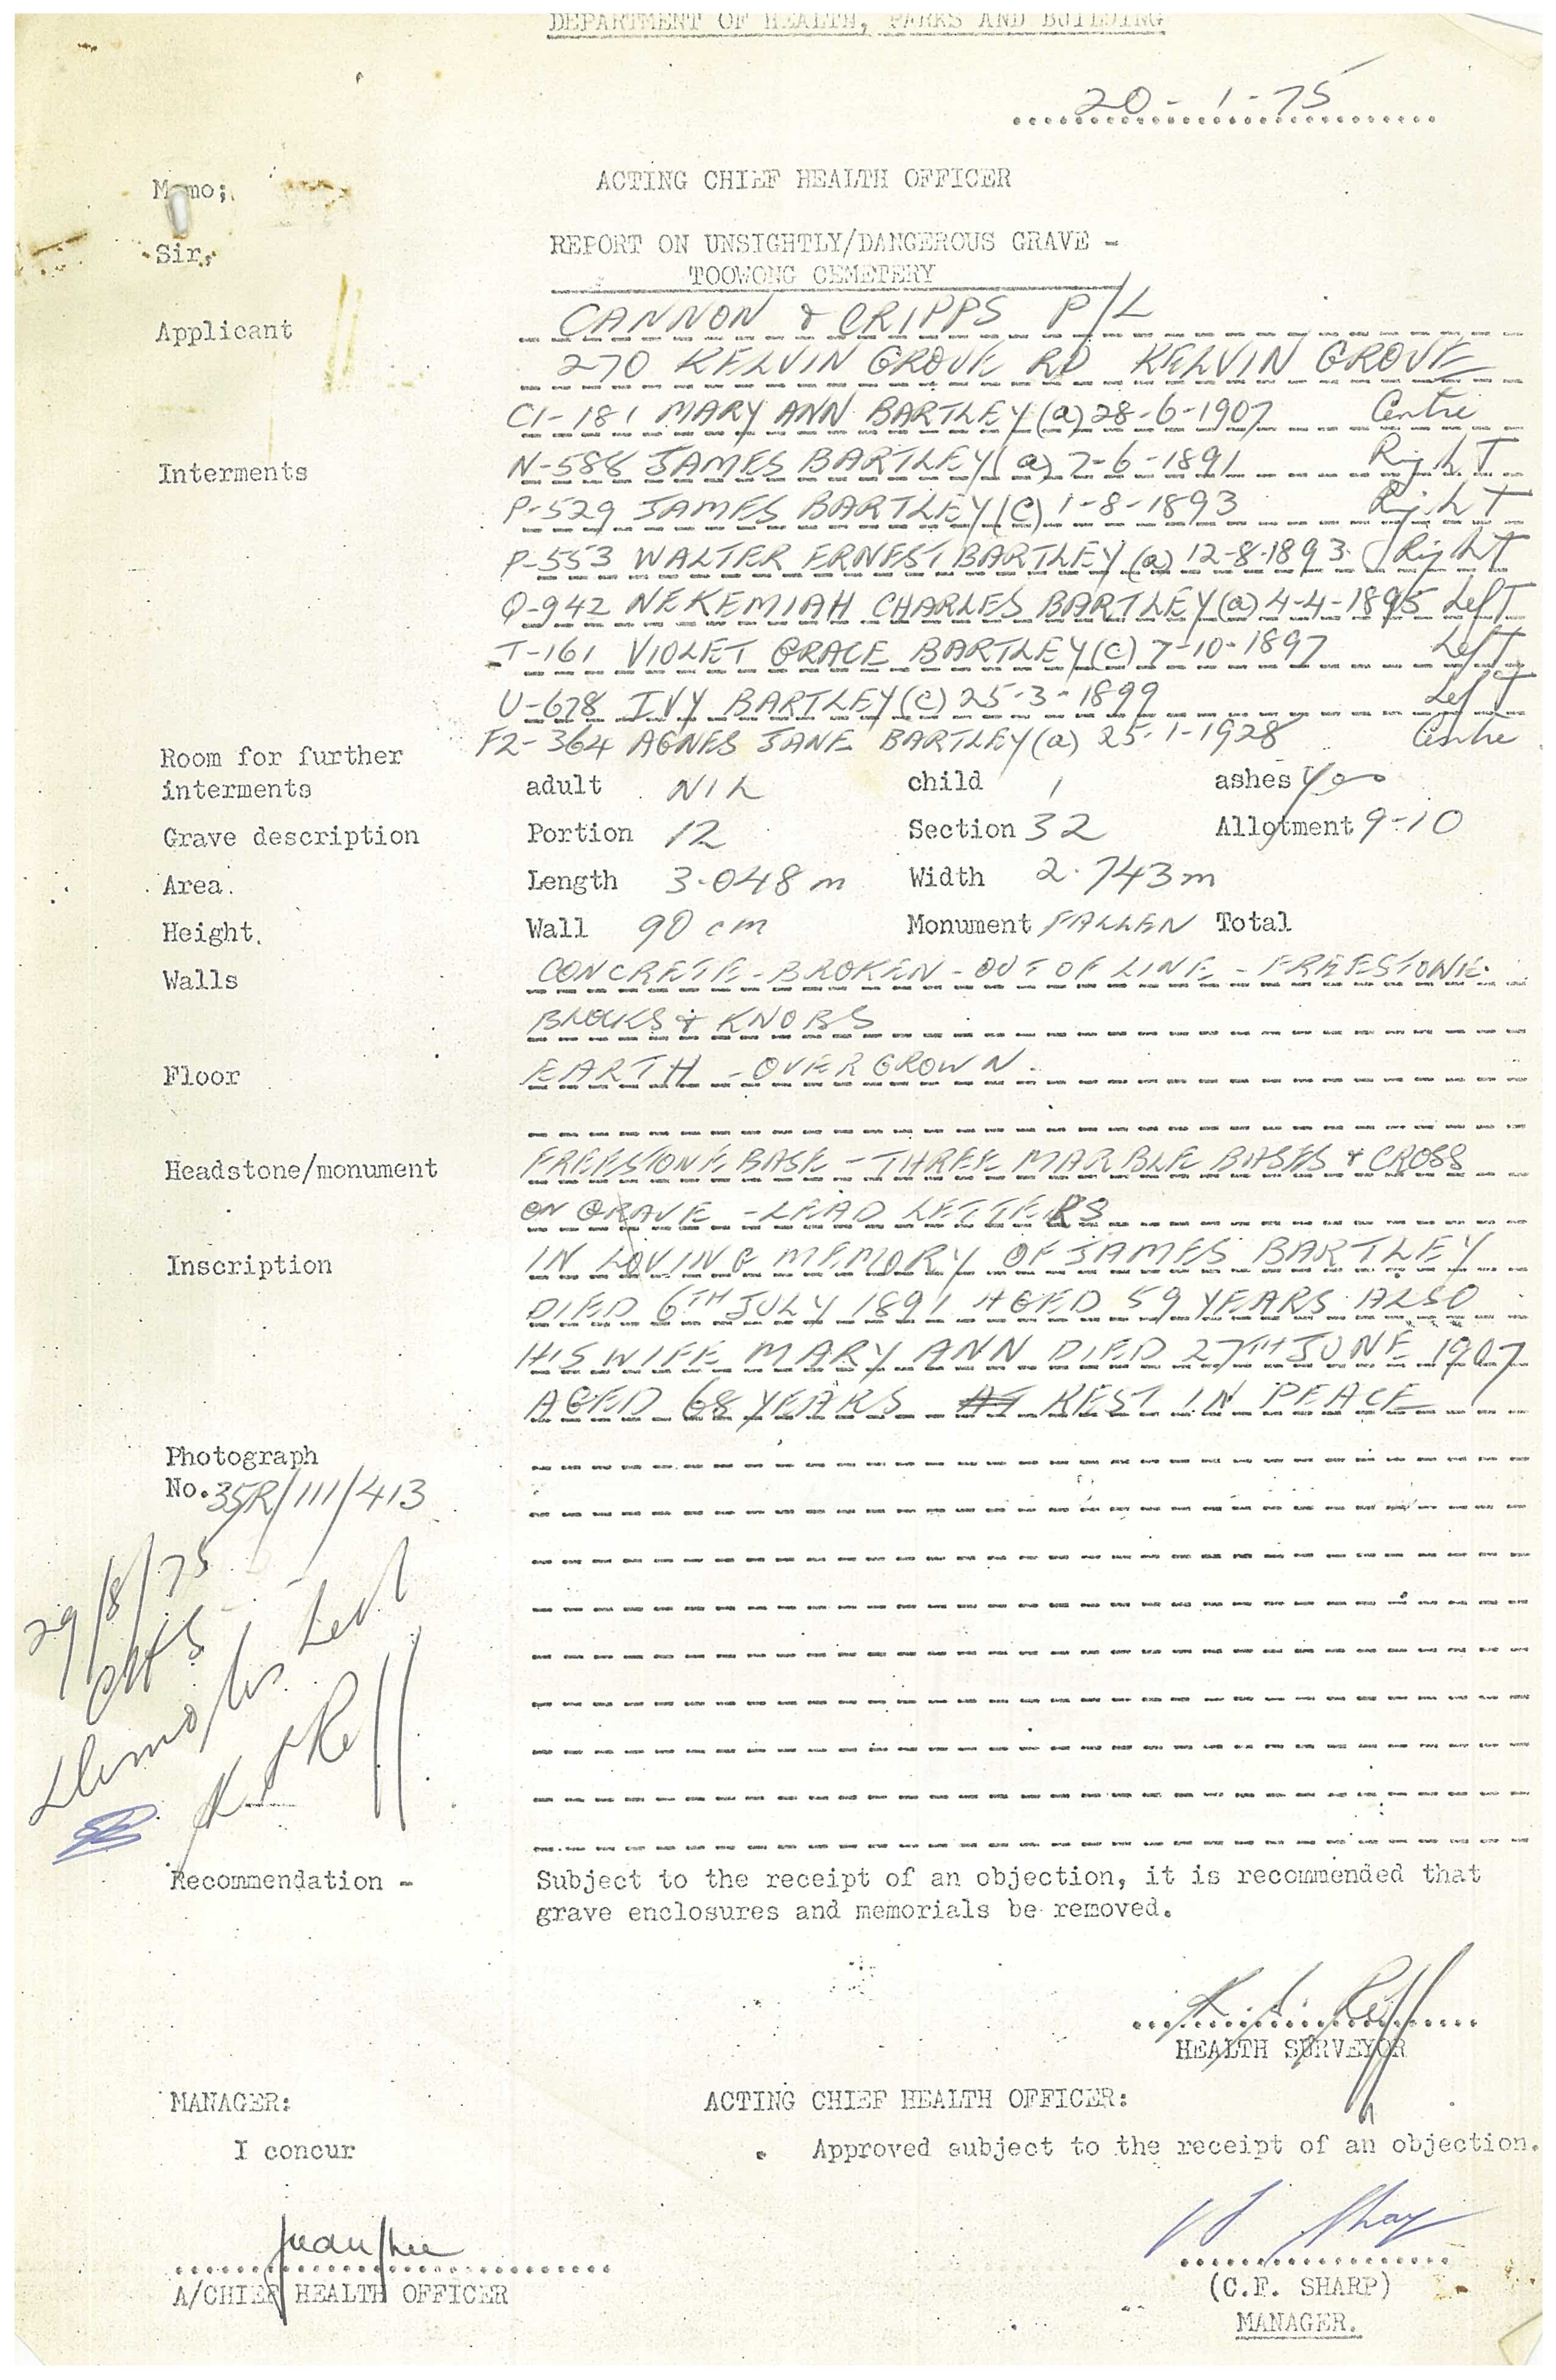 DEPARTMENT OF HEALTH, PARKS AND BUILDING
20-1-75
Memo;
ACTING CHIEF HEALTH OFFICER
Sir,
REPORT ON UNSIGHTLY/DANGEROUS GRAVE -
TOOWONG CEMETERY
Applicant CANNON & CRIPPS P/L
270 KELVIN GROVE RD KELVIN GROVE
C1-181 MARY ANN BARTLEY (a) 28-6-1907 Centre
Interments N-588 JAMES BARTLEY (a) 7-6-1891 Right
P-529 JAMES BARTLEY (C) 1-8-1893 Right
P-553 WALTER ERNEST BARTLEY (a) 12-8-1893 Right
Q-942 NEKEMIAH CHARLES BARTLEY (a) 4-4-1895 Left
T-161 VIOLET GRACE BARTLEY (C) 7-10-1897 Left
U-678 IVY BARTLEY (C) 25-3-1899 Left
F2-364 AGNES JANE BARTLEY (a) 25-1-1928 Centre
Room for further
interments adult NIL child 1 ashes Yes
Grave description Portion 12 Section 32 Allotment 9-10
Area. Length 3.048 m Width 2.743 m
Height. Wall 90 cm Monument FALLEN Total
Walls CONCRETE - BROKEN - OUT OF LINE - FREESTONE
BLOCKS & KNOBS
Floor EARTH - OVERGROWN.
Headstone/monument FREESTONE BASE - THREE MARBLE BASES & CROSS
ON GRAVE - LEAD LETTERS
Inscription IN LOVING MEMORY OF JAMES BARTLEY
DIED 6TH JULY 1891 AGED 59 YEARS ALSO
HIS WIFE MARY ANN DIED 27TH JUNE 1907
AGED 68 YEARS AT REST IN PEACE
Photograph
No. 35R/111/413
29/8/75
Recommendation - Subject to the receipt of an objection, it is recommended that
grave enclosures and memorials be removed.
HEALTH SURVEYOR
MANAGER: ACTING CHIEF HEALTH OFFICER:
I concur Approved subject to the receipt of an objection.
A/CHIEF HEALTH OFFICER (C.F. SHARP)
MANAGER.